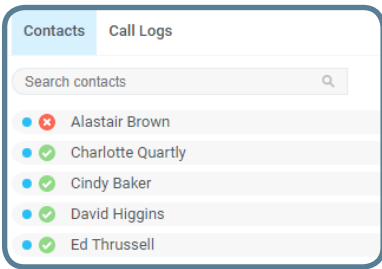 Contacts Call Logs
Search contacts
Alastair Brown
Charlotte Quartly
Cindy Baker
David Higgins
Ed Thrussell